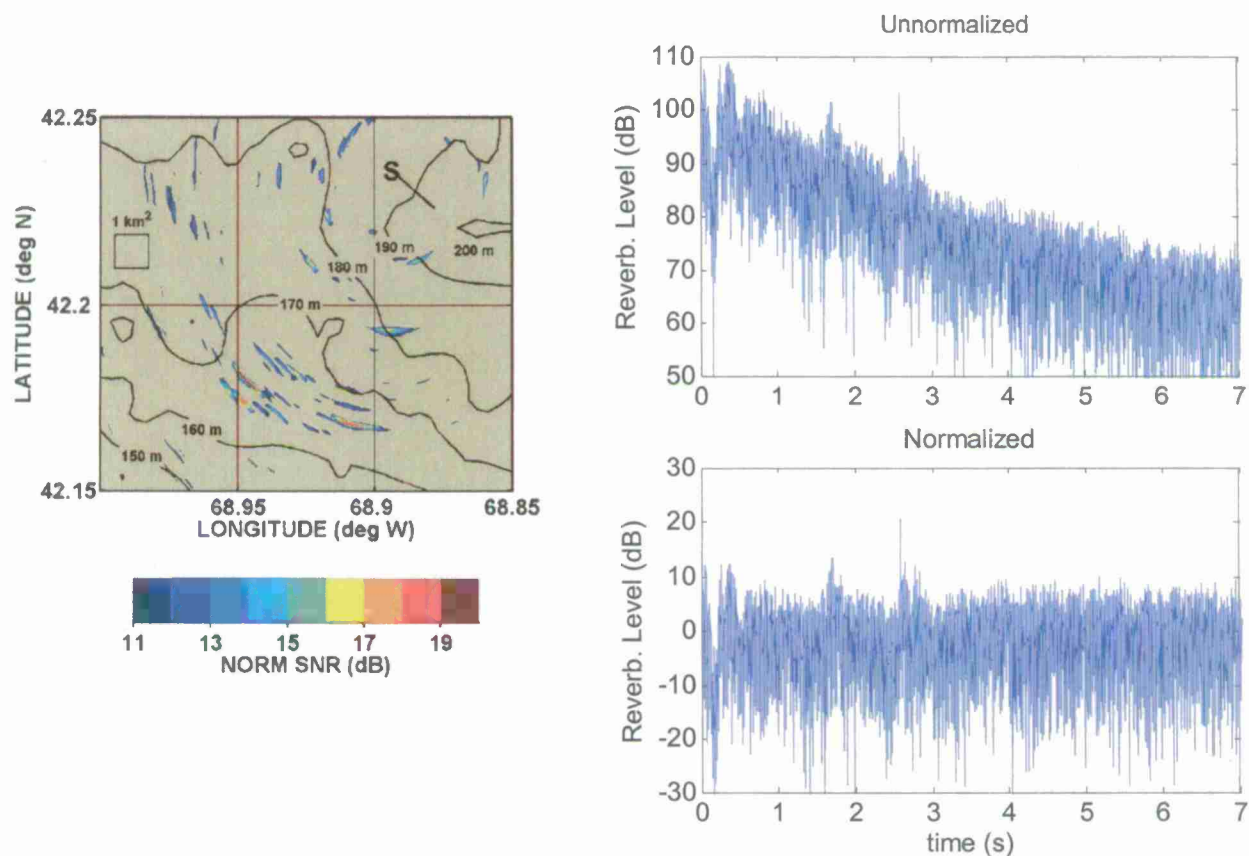 42.25
42.2
42.15
LATITUDE (deg N)
1 km²
S
190 m
200 m
180 m
170 m
160 m
150 m
68.95
68.9
68.85
LONGITUDE (deg W)
11
13
15
17
19
NORM SNR (dB)
Unnormalized
110
100
90
80
70
60
50
Reverb. Level (dB)
0 1 2 3 4 5 6 7
Normalized
30
20
10
0
-10
-20
-30
Reverb. Level (dB)
0 1 2 3 4 5 6 7
time (s)